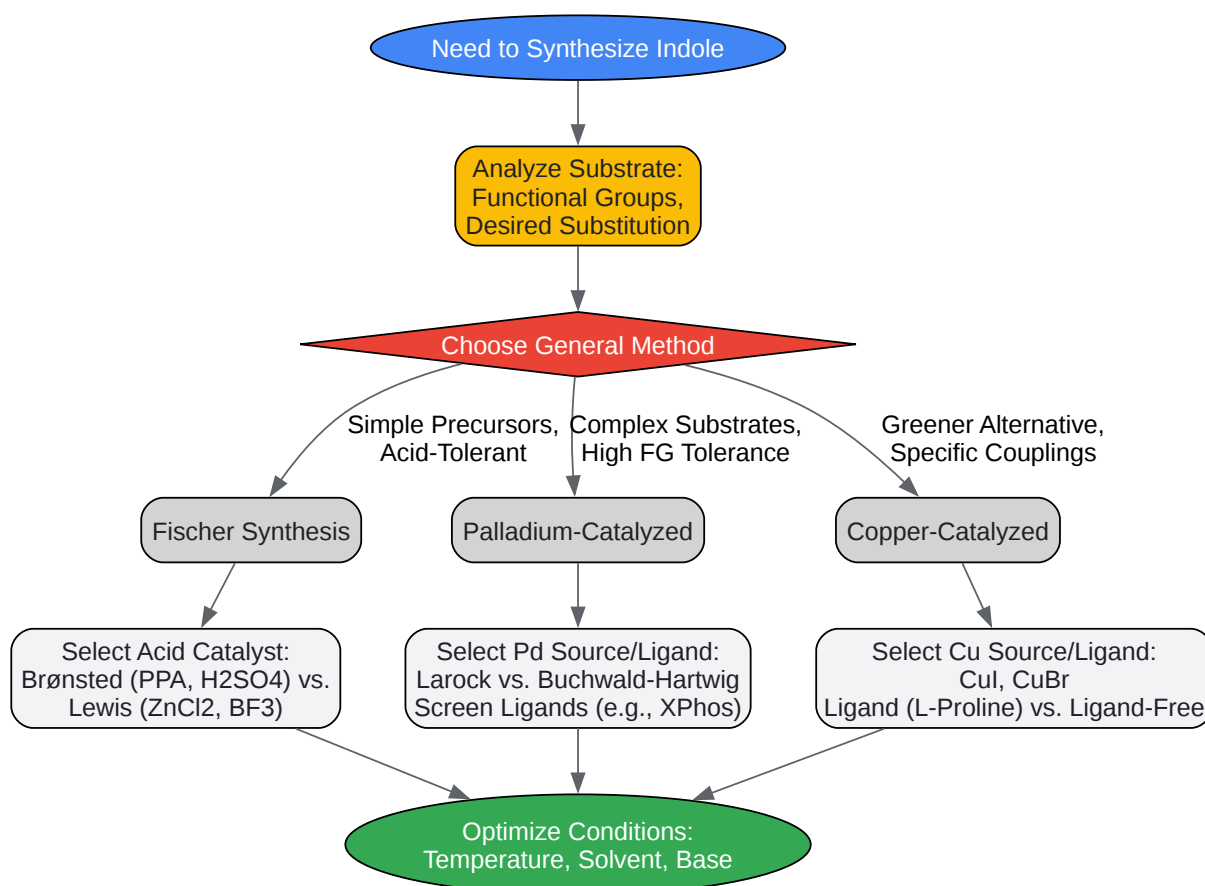 Need to Synthesize Indole
Analyze Substrate:
Functional Groups,
Desired Substitution
Choose General Method
Simple Precursors,
Acid-Tolerant
Complex Substrates,
High FG Tolerance
Greener Alternative,
Specific Couplings
Fischer Synthesis
Palladium-Catalyzed
Copper-Catalyzed
Select Acid Catalyst:
Brønsted (PPA, H2SO4) vs.
Lewis (ZnCl2, BF3)
Select Pd Source/Ligand:
Larock vs. Buchwald-Hartwig
Screen Ligands (e.g., XPhos)
Select Cu Source/Ligand:
CuI, CuBr
Ligand (L-Proline) vs. Ligand-Free
Optimize Conditions:
Temperature, Solvent, Base